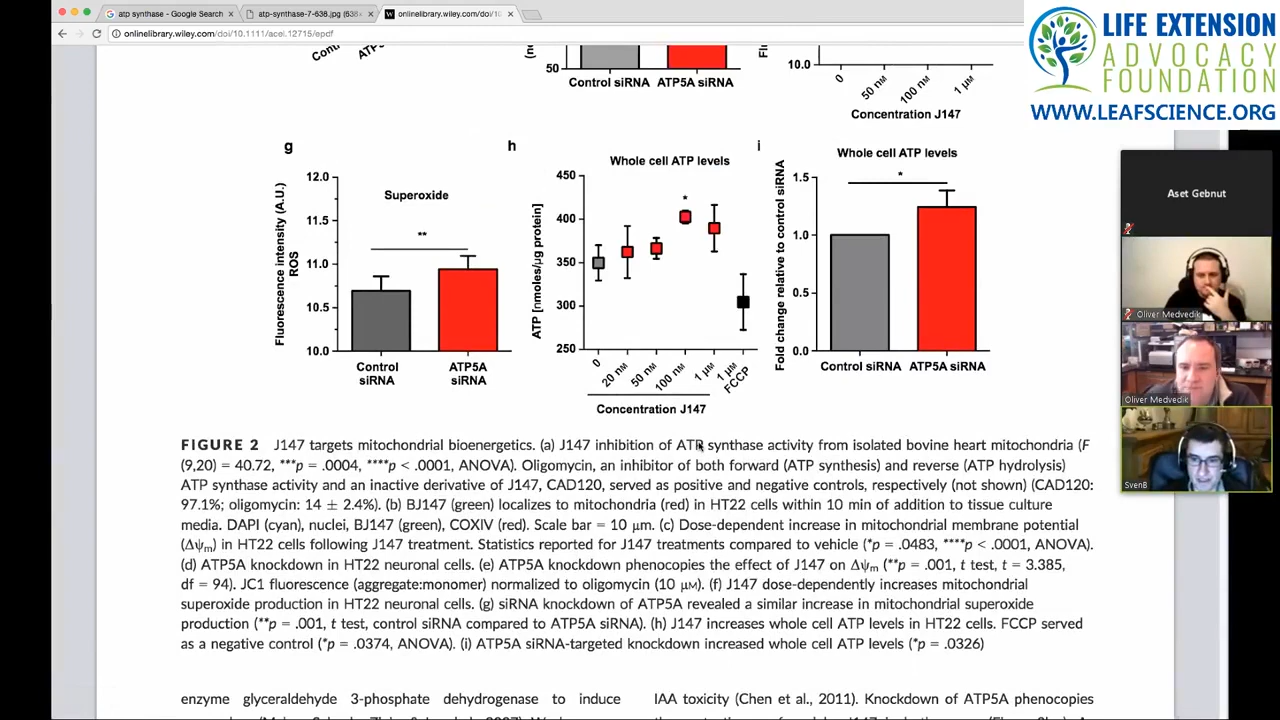 atp synthase - Google Search
atp-synthase-7-638.jpg (638×
onlinelibrary.wiley.com/doi/10
onlinelibrary.wiley.com/doi/10.1111/acel.12715/epdf
LIFE EXTENSION
ADVOCACY
FOUNDATION
WWW.LEAFSCIENCE.ORG
50
Control siRNA ATP5A siRNA
10.0
0 50 nM 100 nM 1 μM
Concentration J147
g
Superoxide
Fluorescence intensity (A.U.)
ROS
12.0
11.5
11.0
10.5
10.0
**
Control
siRNA
ATP5A
siRNA
h
Whole cell ATP levels
ATP [nmoles/μg protein]
450
400
350
300
250
*
0 20 nM 50 nM 100 nM 1 μM 1 μM
FCCP
Concentration J147
i
Whole cell ATP levels
Fold change relative to control siRNA
1.5
1.0
0.5
0.0
*
Control siRNA ATP5A siRNA
Aset Gebnut
Oliver Medvedik
Oliver Medvedik
SvenB
FIGURE 2 J147 targets mitochondrial bioenergetics. (a) J147 inhibition of ATP synthase activity from isolated bovine heart mitochondria (F
(9,20) = 40.72, ***p = .0004, ****p < .0001, ANOVA). Oligomycin, an inhibitor of both forward (ATP synthesis) and reverse (ATP hydrolysis)
ATP synthase activity and an inactive derivative of J147, CAD120, served as positive and negative controls, respectively (not shown) (CAD120:
97.1%; oligomycin: 14 ± 2.4%). (b) BJ147 (green) localizes to mitochondria (red) in HT22 cells within 10 min of addition to tissue culture
media. DAPI (cyan), nuclei, BJ147 (green), COXIV (red). Scale bar = 10 μm. (c) Dose-dependent increase in mitochondrial membrane potential
(Δψm) in HT22 cells following J147 treatment. Statistics reported for J147 treatments compared to vehicle (*p = .0483, ****p < .0001, ANOVA).
(d) ATP5A knockdown in HT22 neuronal cells. (e) ATP5A knockdown phenocopies the effect of J147 on Δψm (**p = .001, t test, t = 3.385,
df = 94). JC1 fluorescence (aggregate:monomer) normalized to oligomycin (10 μM). (f) J147 dose-dependently increases mitochondrial
superoxide production in HT22 neuronal cells. (g) siRNA knockdown of ATP5A revealed a similar increase in mitochondrial superoxide
production (**p = .001, t test, control siRNA compared to ATP5A siRNA). (h) J147 increases whole cell ATP levels in HT22 cells. FCCP served
as a negative control (*p = .0374, ANOVA). (i) ATP5A siRNA-targeted knockdown increased whole cell ATP levels (*p = .0326)
enzyme glyceraldehyde 3-phosphate dehydrogenase to induce
IAA toxicity (Chen et al., 2011). Knockdown of ATP5A phenocopies